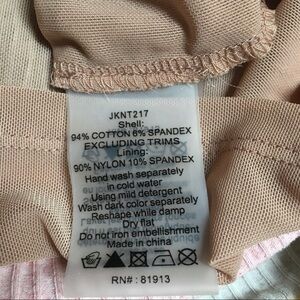 JKNT217
Shell:
94% COTTON 6% SPANDEX
EXCLUDING TRIMS
Lining:
90% NYLON 10% SPANDEX
Hand wash separately
in cold water
Using mild detergent
Wash dark color separately
Reshape while damp
Dry flat
Do not iron embellishment
Made in china
RN#: 81913